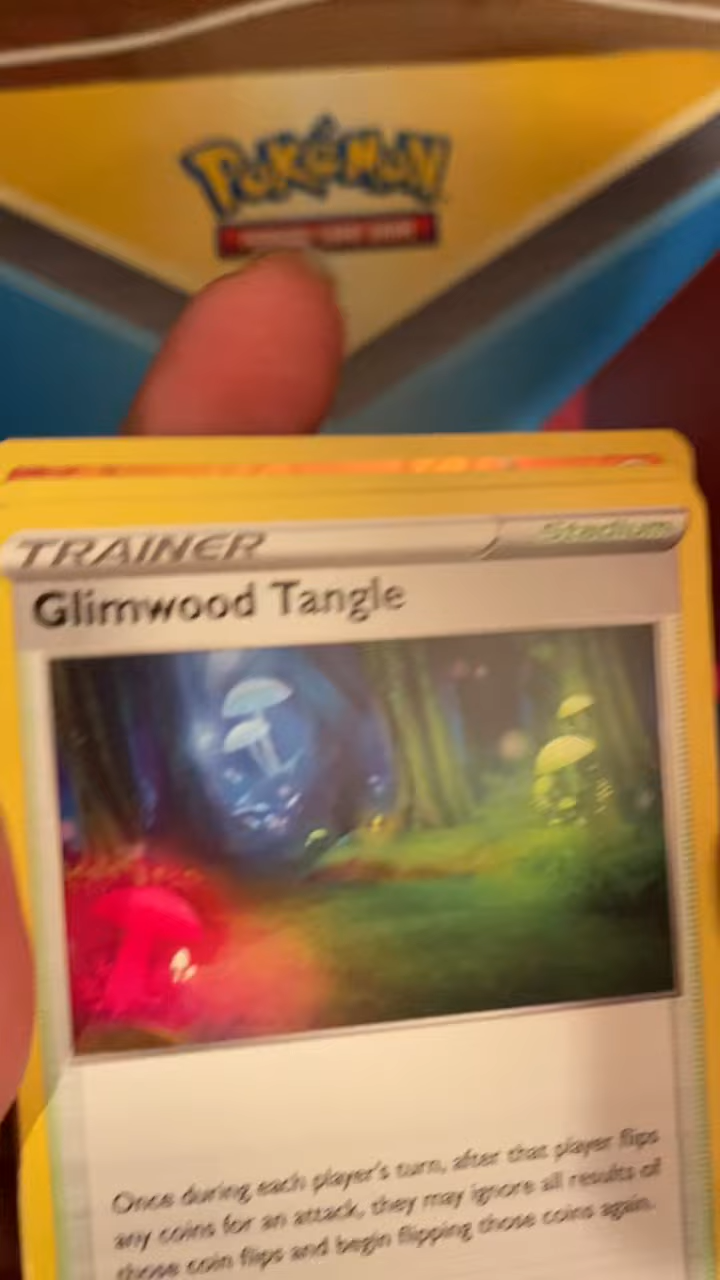 POKéMON
TRAINER Stadium
Glimwood Tangle
Once during each player's turn, after that player flips
any coins for an attack, they may ignore all results of
those coin flips and begin flipping those coins again.